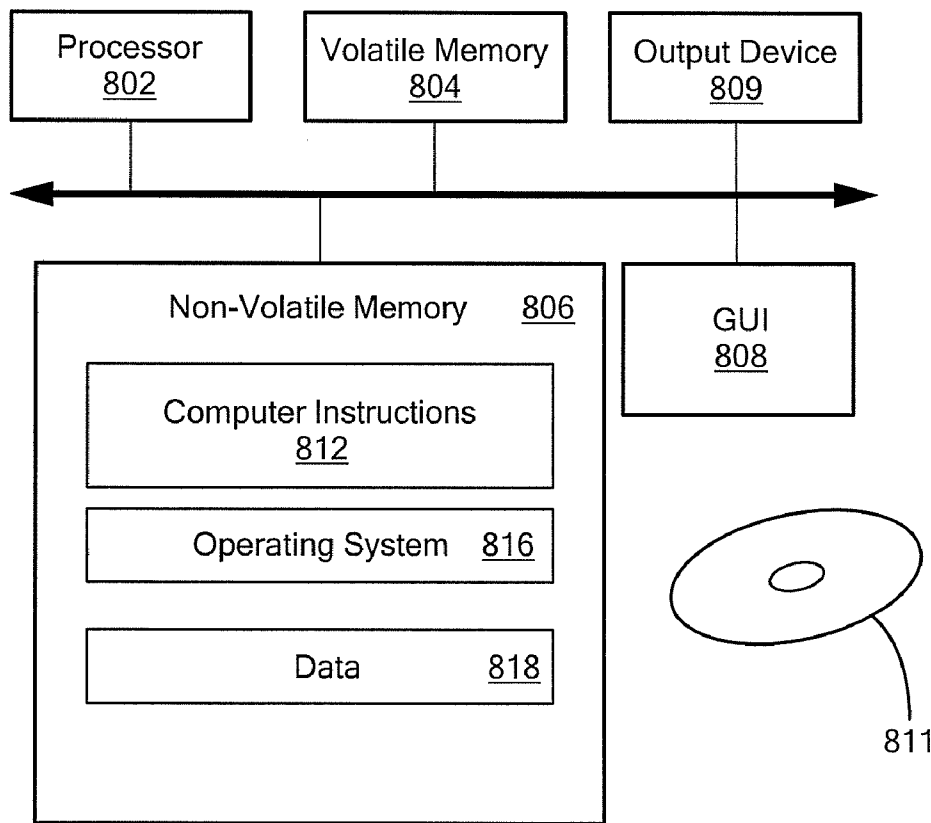 Processor
802
Volatile Memory
804
Output Device
809
Non-Volatile Memory 806
GUI
808
Computer Instructions
812
Operating System 816
Data 818
811